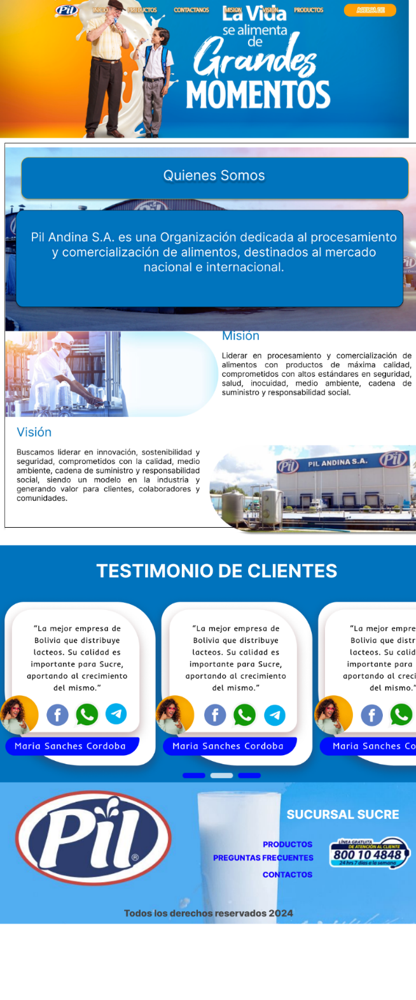 Pil INICIO PRODUCTOS CONTACTANOS MISION VISION PRODUCTOS ACERCA DE
La Vida
se alimenta
de
Grandes
MOMENTOS
Quienes Somos
Pil Andina S.A. es una Organización dedicada al procesamiento
y comercialización de alimentos, destinados al mercado
nacional e internacional.
Misión
Liderar en procesamiento y comercialización de
alimentos con productos de máxima calidad,
comprometidos con altos estándares en seguridad,
salud, inocuidad, medio ambiente, cadena de
suministro y responsabilidad social.
Visión
Buscamos liderar en innovación, sostenibilidad y
seguridad, comprometidos con la calidad, medio
ambiente, cadena de suministro y responsabilidad
social, siendo un modelo en la industria y
generando valor para clientes, colaboradores y
comunidades.
Pil PIL ANDINA S.A. Pil
TESTIMONIO DE CLIENTES
“La mejor empresa de
Bolivia que distribuye
lacteos. Su calidad es
importante para Sucre,
aportando al crecimiento
del mismo.”
Maria Sanches Cordoba
“La mejor empresa de
Bolivia que distribuye
lacteos. Su calidad es
importante para Sucre,
aportando al crecimiento
del mismo.”
Maria Sanches Cordoba
“La mejor empre
Bolivia que distr
lacteos. Su calid
importante para
aportando al creci
del mismo.”
Maria Sanches Co
Pil®
SUCURSAL SUCRE
PRODUCTOS
PREGUNTAS FRECUENTES
CONTACTOS
LÍNEA GRATUITA
DE ATENCIÓN AL CLIENTE
800 10 4848
24 hrs 7 días a la semana
Todos los derechos reservados 2024